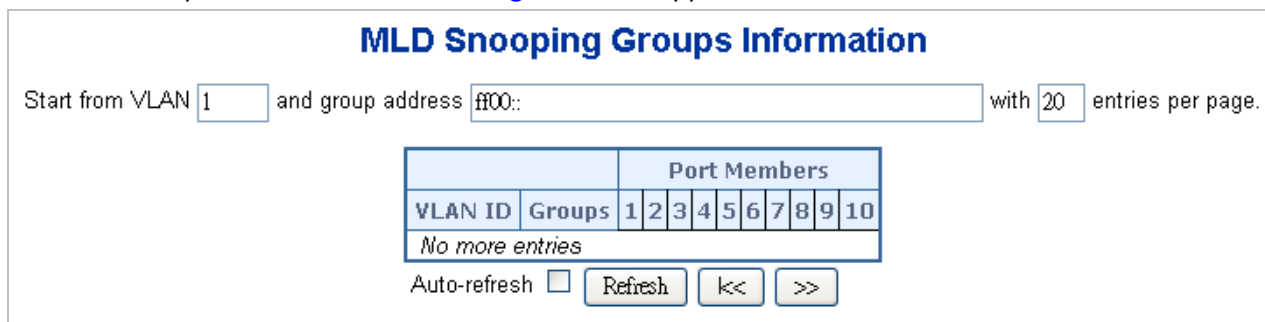 MLD Snooping Groups Information
Start from VLAN 1 and group address ff00:: with 20 entries per page.
Port Members
VLAN ID Groups 1 2 3 4 5 6 7 8 9 10
No more entries
Auto-refresh Refresh |<< >>